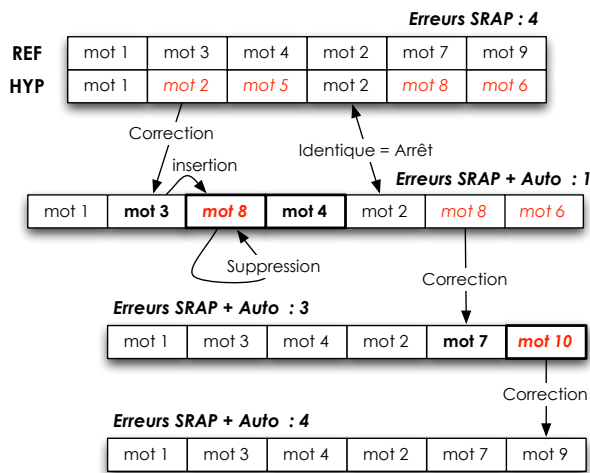 Erreurs SRAP : 4
REF mot 1 mot 3 mot 4 mot 2 mot 7 mot 9
HYP mot 1 mot 2 mot 5 mot 2 mot 8 mot 6
Correction
insertion
Identique = Arrêt
Erreurs SRAP + Auto : 1
mot 1 mot 3 mot 8 mot 4 mot 2 mot 8 mot 6
Suppression
Correction
Erreurs SRAP + Auto : 3
mot 1 mot 3 mot 4 mot 2 mot 7 mot 10
Correction
Erreurs SRAP + Auto : 4
mot 1 mot 3 mot 4 mot 2 mot 7 mot 9